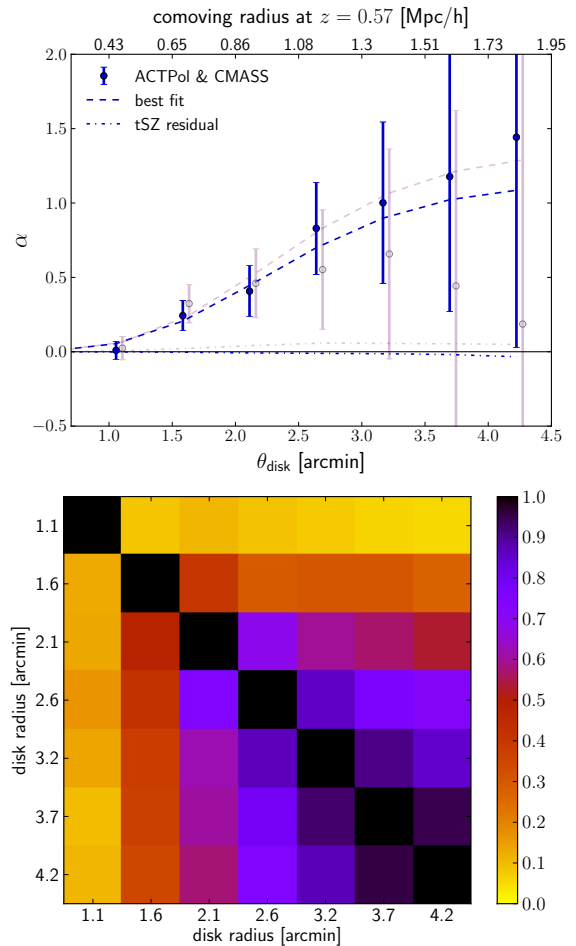 comoving radius at z = 0.57 [Mpc/h]
0.43 0.65 0.86 1.08 1.30 1.51 1.73 1.95
2.0
1.5
1.0
0.5
0.0
−0.5
α
ACTPol & CMASS
best fit
tSZ residual
1.0 1.5 2.0 2.5 3.0 3.5 4.0 4.5
θdisk [arcmin]
disk radius [arcmin]
1.1
1.6
2.1
2.6
3.2
3.7
4.2
1.1 1.6 2.1 2.6 3.2 3.7 4.2
disk radius [arcmin]
1.0
0.9
0.8
0.7
0.6
0.5
0.4
0.3
0.2
0.1
0.0